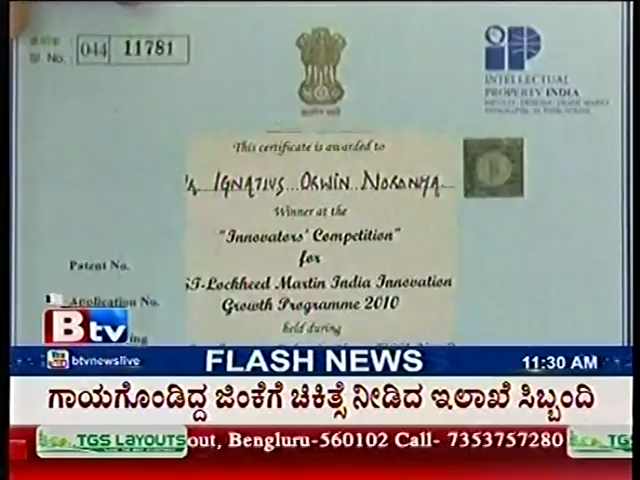 Sl. No. 044 11781
INTELLECTUAL
PROPERTY INDIA
This certificate is awarded to
IGNATIUS...ORWIN...NORONHA
Winner at the
"Innovators' Competition"
for
ST-Lockheed Martin India Innovation
Growth Programme 2010
held during
Patent No.
Application No.
Btv
btvnewslive
FLASH NEWS
11:30 AM
ಗಾಯಗೊಂಡಿದ್ದ ಜಿಂಕೆಗೆ ಚಿಕಿತ್ಸೆ ನೀಡಿದ ಇಲಾಖೆ ಸಿಬ್ಬಂದಿ
TGS LAYOUTS
out, Bengluru-560102 Call- 7353757280
TG